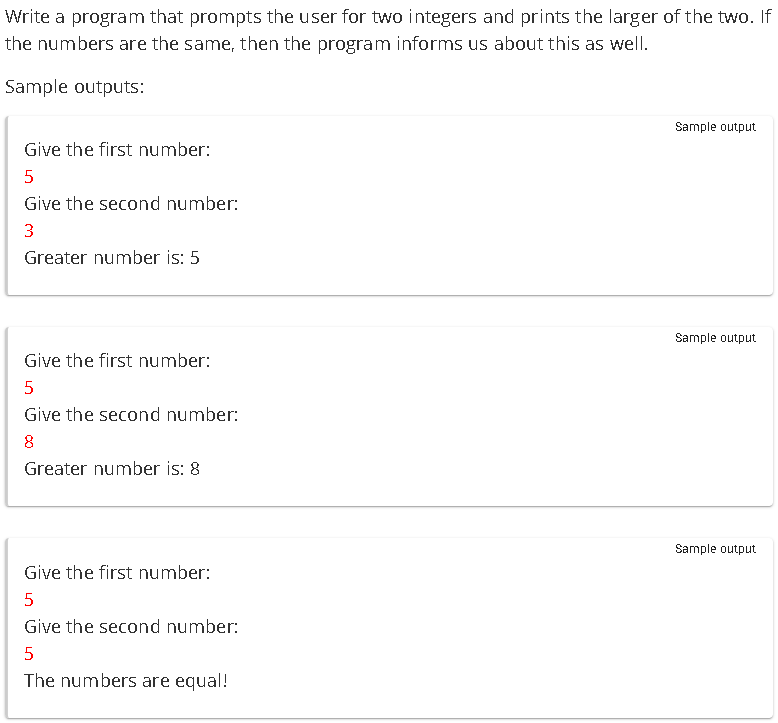 Write a program that prompts the user for two integers and prints the larger of the two. If
the numbers are the same, then the program informs us about this as well.
Sample outputs:
Sample output
Give the first number:
5
Give the second number:
3
Greater number is: 5
Sample output
Give the first number:
5
Give the second number:
8
Greater number is: 8
Sample output
Give the first number:
5
Give the second number:
5
The numbers are equal!